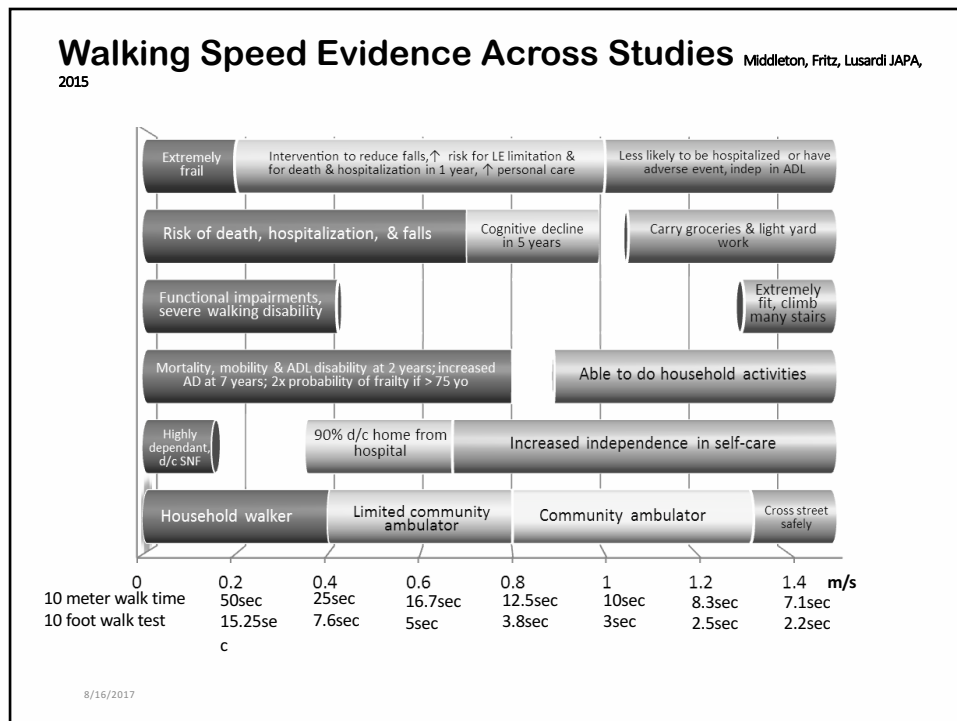 Walking Speed Evidence Across Studies Middleton, Fritz, Lusardi JAPA,
2015
Extremely
frail
Intervention to reduce falls,↑ risk for LE limitation &
for death & hospitalization in 1 year, ↑ personal care
Less likely to be hospitalized or have
adverse event, indep in ADL
Risk of death, hospitalization, & falls
Cognitive decline
in 5 years
Carry groceries & light yard
work
Functional impairments,
severe walking disability
Extremely
fit, climb
many stairs
Mortality, mobility & ADL disability at 2 years; increased
AD at 7 years; 2x probability of frailty if > 75 yo
Able to do household activities
Highly
dependant,
d/c SNF
90% d/c home from
hospital
Increased independence in self-care
Household walker
Limited community
ambulator
Community ambulator
Cross street
safely
0 0.2 0.4 0.6 0.8 1 1.2 1.4 m/s
10 meter walk time 50sec 25sec 16.7sec 12.5sec 10sec 8.3sec 7.1sec
10 foot walk test 15.25se 7.6sec 5sec 3.8sec 3sec 2.5sec 2.2sec
c
8/16/2017